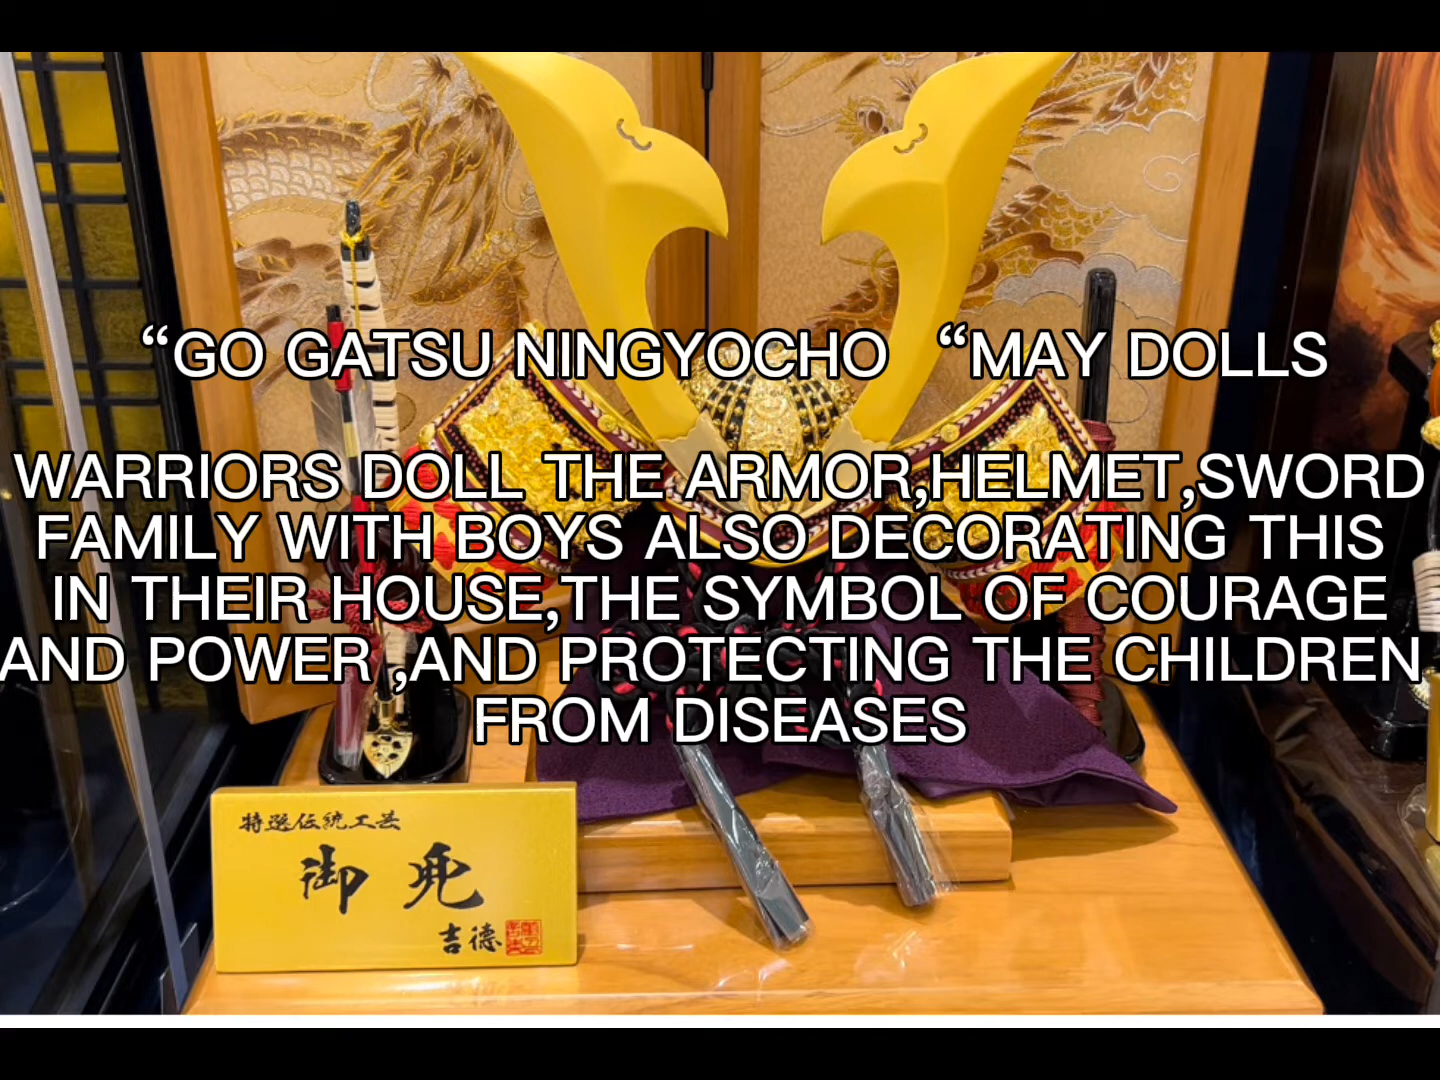 “GO GATSU NINGYOCHO “MAY DOLLS
WARRIORS DOLL THE ARMOR,HELMET,SWORD
FAMILY WITH BOYS ALSO DECORATING THIS
IN THEIR HOUSE,THE SYMBOL OF COURAGE
AND POWER ,AND PROTECTING THE CHILDREN
FROM DISEASES
特選伝統工芸
御兜
吉德